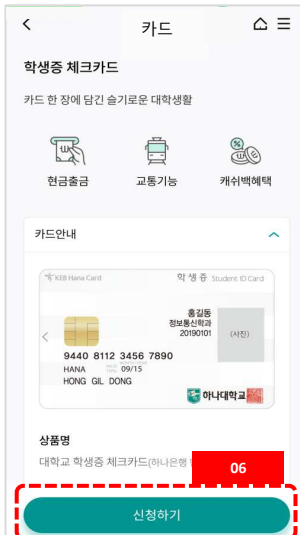 카드
학생증 체크카드
카드 한 장에 담긴 슬기로운 대학생활
현금출금 교통기능 캐쉬백혜택
카드안내
KEB Hana Card 학 생 증 Student ID Card
홍길동
정보통신학과
20190101
(사진)
9440 8112 3456 7890
HANA 09/15
HONG GIL DONG
하나대학교
상품명
대학교 학생증 체크카드(하나은행
06
신청하기